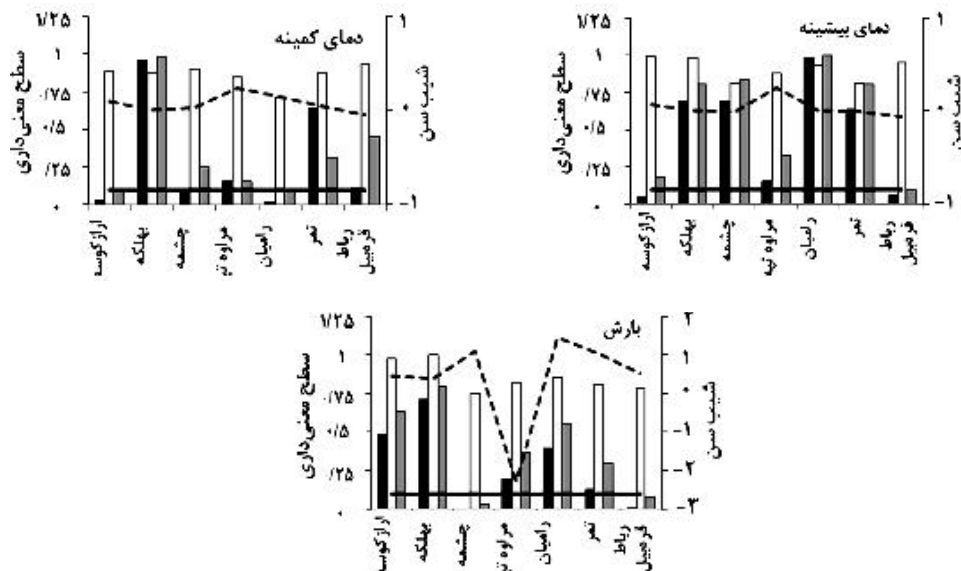 دمای کمینه
سطح معنی‌داری
۱/۲۵
۱
۰/۷۵
۰/۵
۰/۲۵
۰
۱
۰
-۱
شیب سن
ارازکوسه
بهلکه
چشمه
مراوه تپ
رامیان
تمر
رباط
قره‌بیل
دمای بیشینه
سطح معنی‌داری
۱/۲۵
۱
۰/۷۵
۰/۵
۰/۲۵
۰
۱
۰
-۱
شیب سن
ارازکوسه
بهلکه
چشمه
مراوه تپه
رامیان
تمر
رباط
قره‌بیل
بارش
سطح معنی‌داری
۱/۲۵
۱
۰/۷۵
۰/۵
۰/۲۵
۰
۲
۱
۰
-۱
-۲
-۳
شیب سن
ارازکوسه
بهلکه
چشمه
مراوه تپ
رامیان
تمر
رباط
قره‌بیل